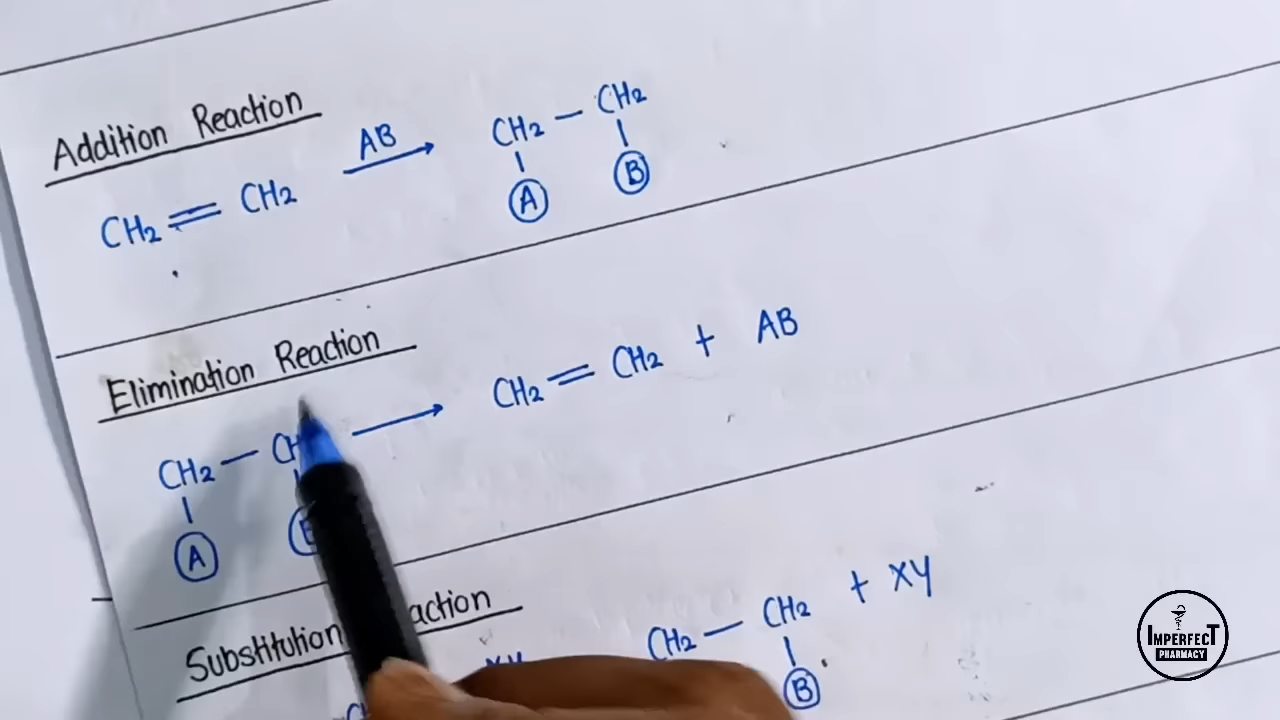 Addition Reaction
CH2 = CH2 AB → CH2 – CH2
A B
Elimination Reaction
CH2 – → CH2 = CH2 + AB
A
Substitution
CH2 – CH2 + XY
B
IMPERFECT
PHARMACY